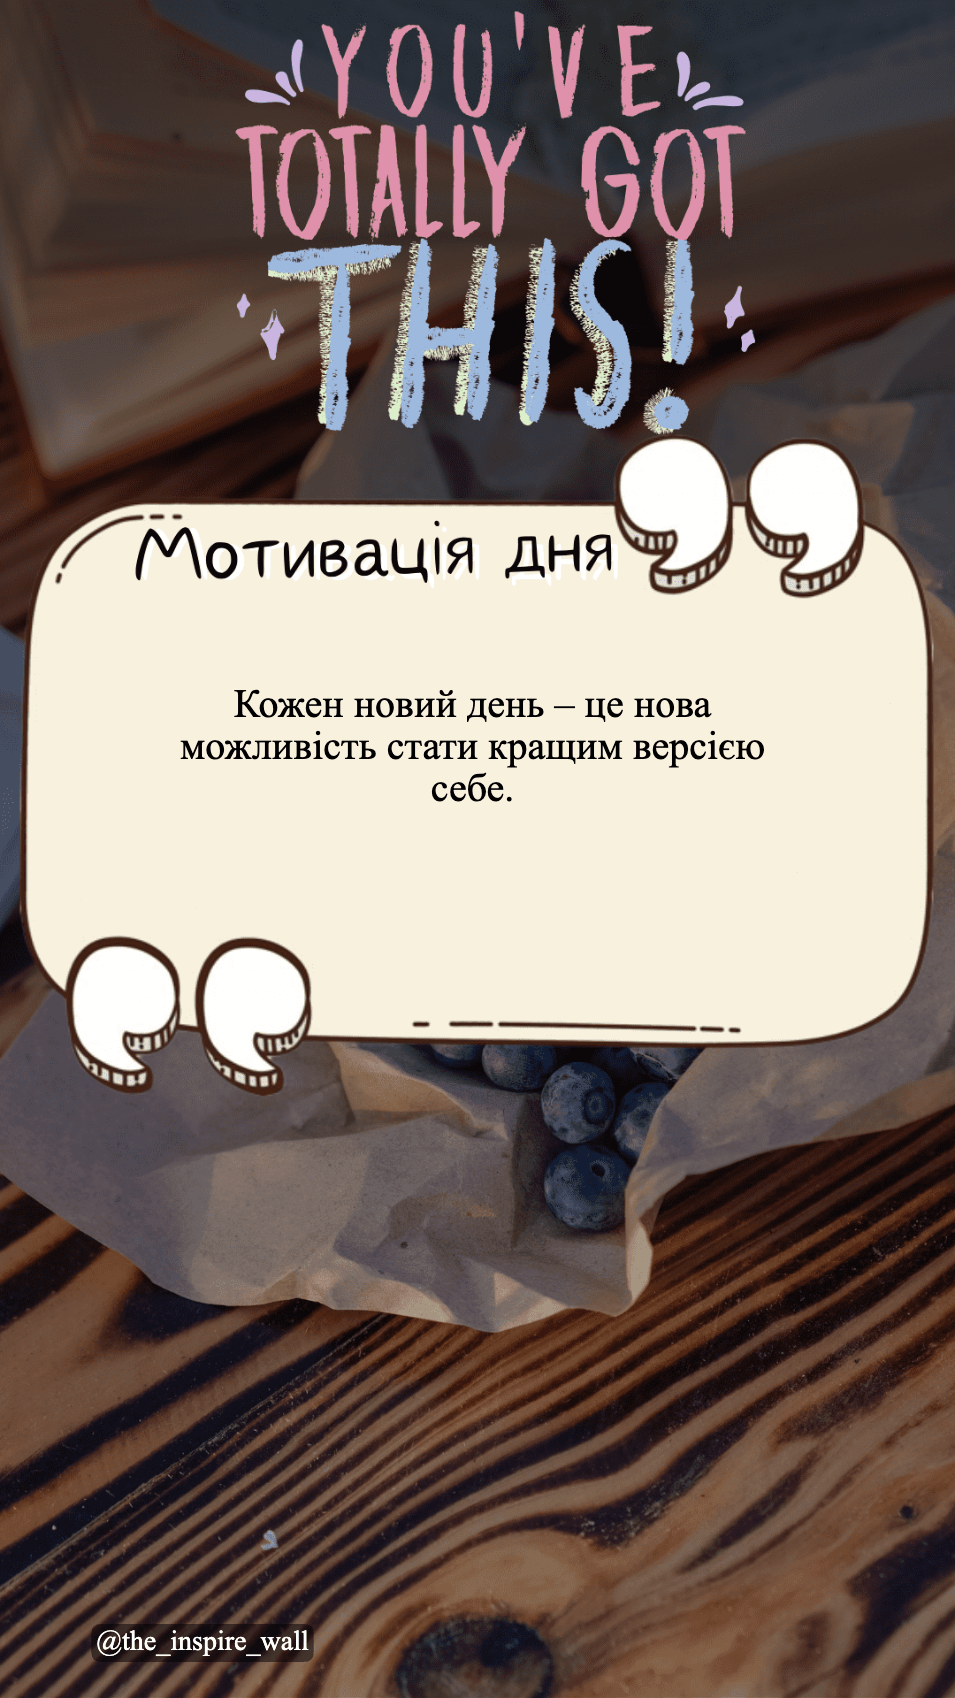 YOU'VE
TOTALLY GOT
THIS!
Мотивація дня
Кожен новий день – це нова
можливість стати кращим версією
себе.
@the_inspire_wall